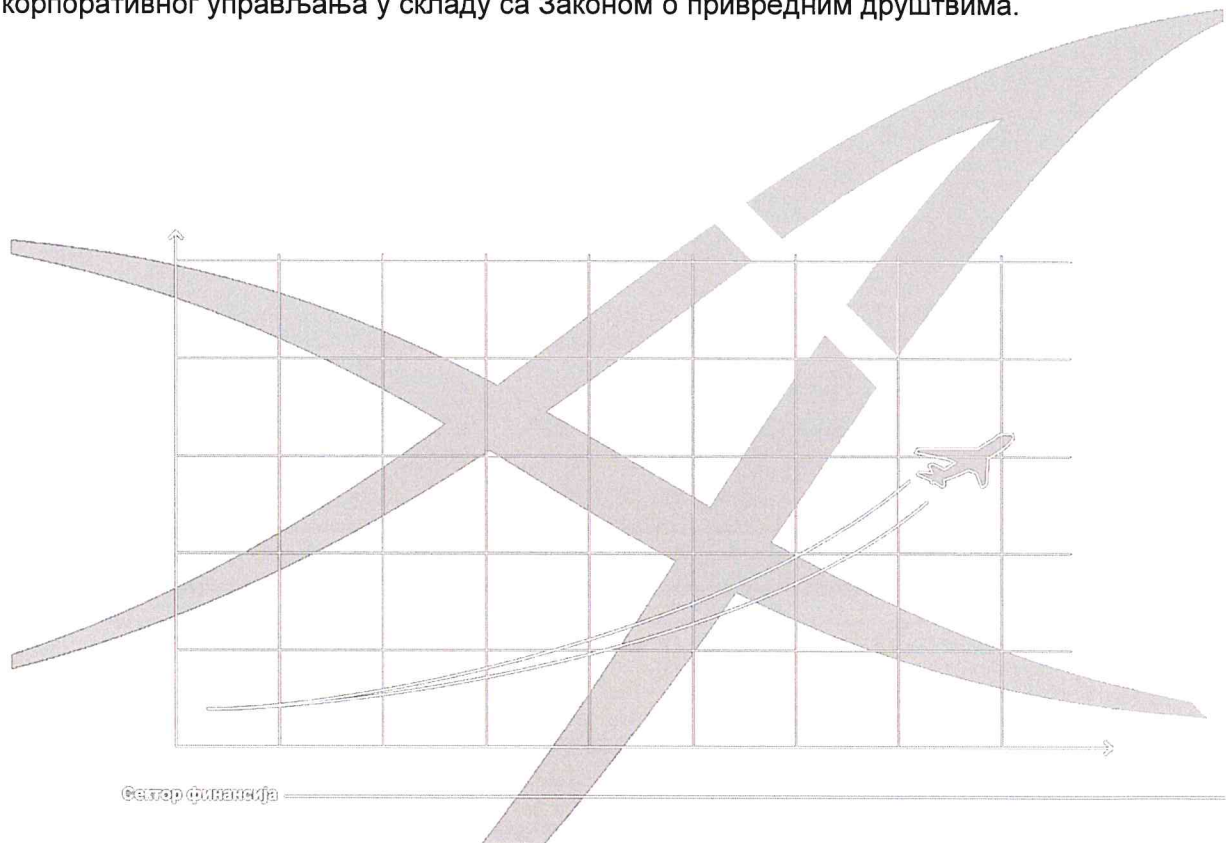 корпоративног управљања у складу са Законом о привредним друштвима.
Сектор финансија